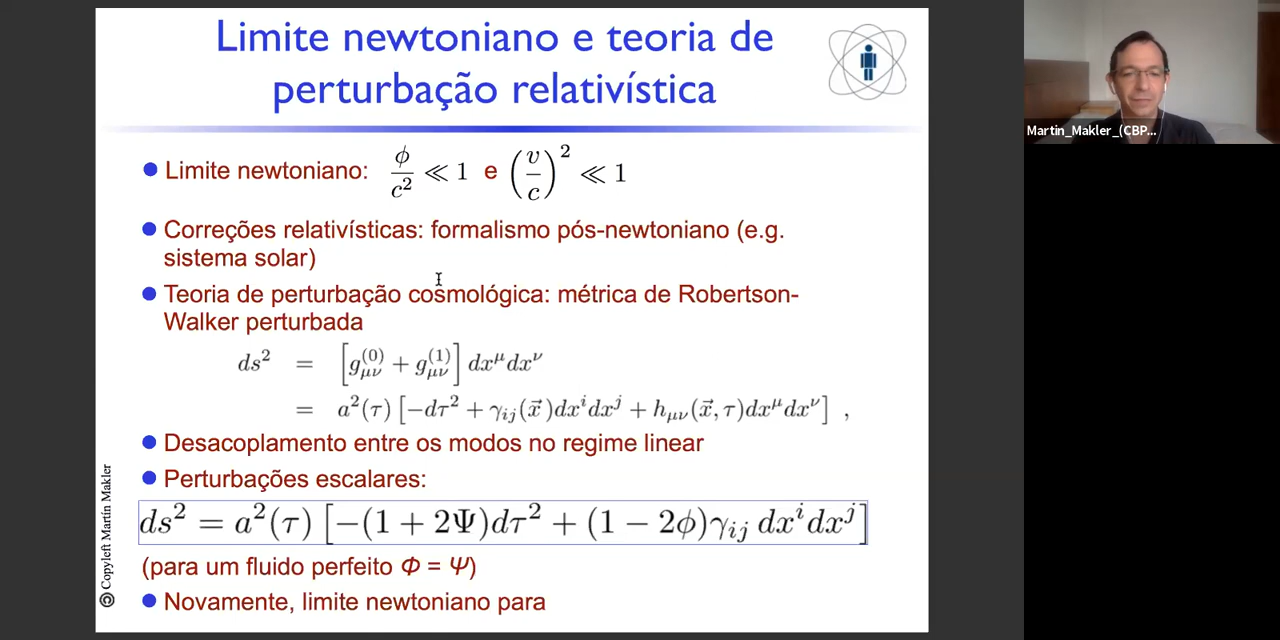 Limite newtoniano e teoria de
perturbação relativística
Limite newtoniano: ϕ/c² ≪ 1 e (v/c)² ≪ 1
Correções relativísticas: formalismo pós-newtoniano (e.g.
sistema solar)
Teoria de perturbação cosmológica: métrica de Robertson-
Walker perturbada
ds² = [g_{μν}^{(0)} + g_{μν}^{(1)}] dx^μ dx^ν
= a²(τ) [−dτ² + γ_{ij}(x⃗)dx^i dx^j + h_{μν}(x⃗, τ)dx^μ dx^ν] ,
Desacoplamento entre os modos no regime linear
Perturbações escalares:
ds² = a²(τ) [−(1 + 2Ψ)dτ² + (1 − 2ϕ)γ_{ij} dx^i dx^j]
(para um fluido perfeito Φ = Ψ)
Novamente, limite newtoniano para
© Copyleft Martín Makler
Martin_Makler_(CBP...